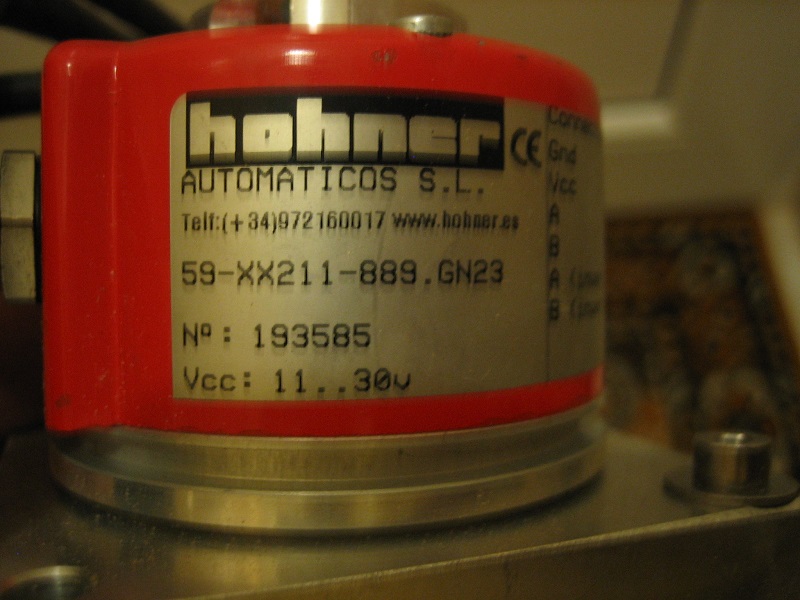 hohner CE
AUTOMATICOS S.L.
Telf:(+34)972160017 www.hohner.es
59-XX211-889.GN23
Nº: 193585
Vcc: 11..30v
Gnd
Vcc
A
B
A
B